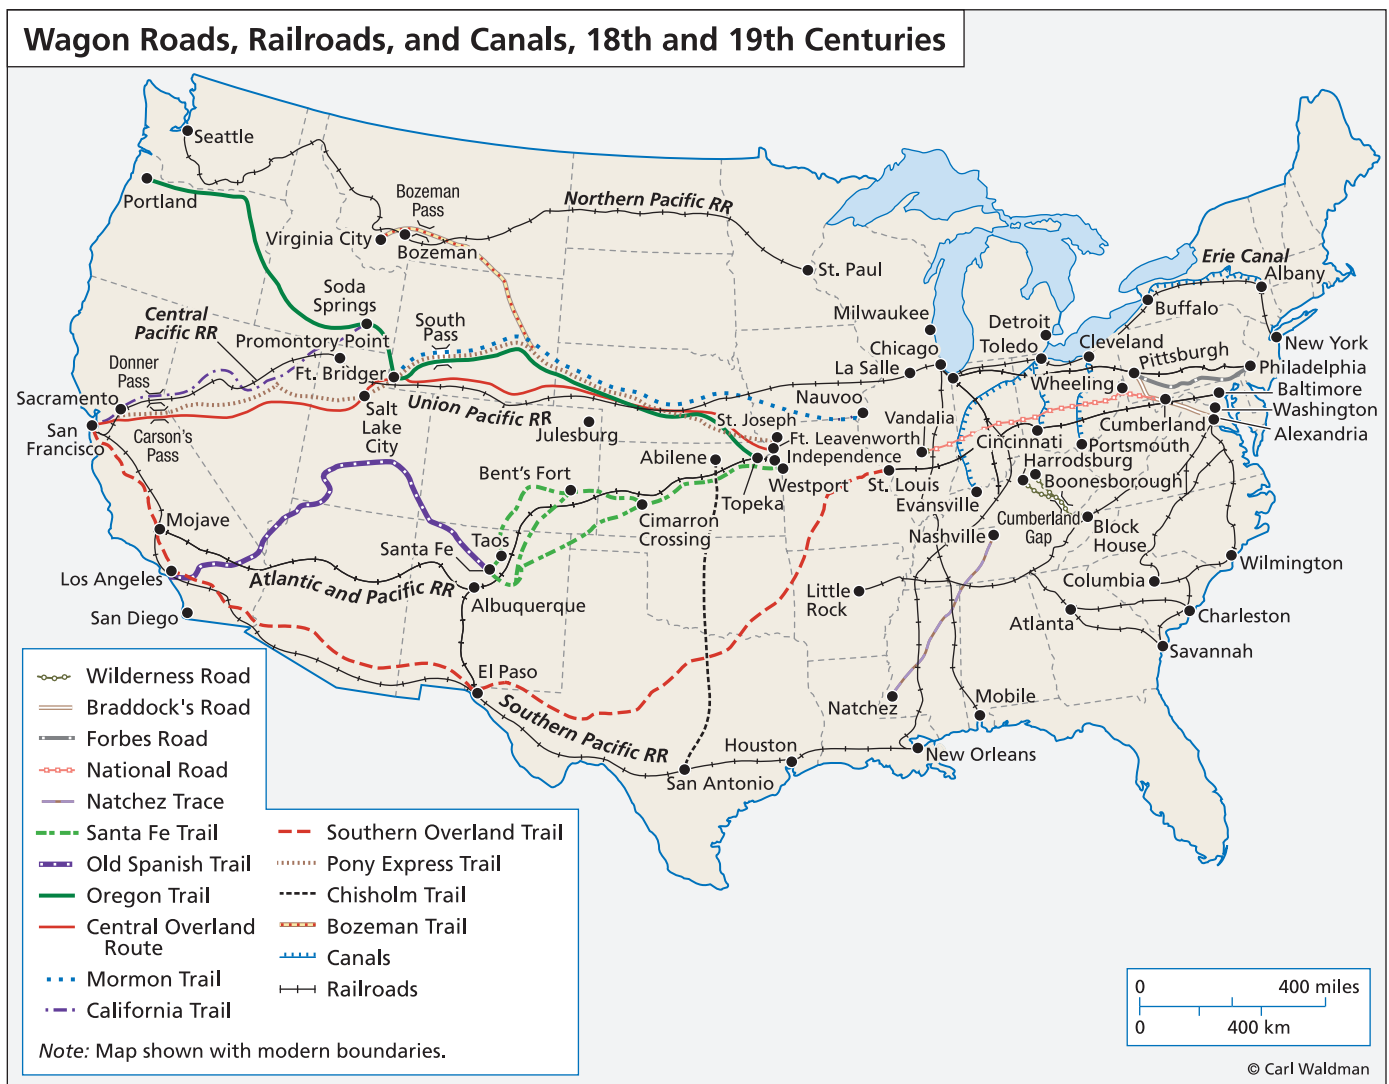 Wagon Roads, Railroads, and Canals, 18th and 19th Centuries
Seattle
Portland
Virginia City
Bozeman
Pass
Bozeman
Northern Pacific RR
St. Paul
Erie Canal
Albany
Buffalo
New York
Soda
Springs
Central
Pacific RR
Promontory Point
South
Pass
Milwaukee
Detroit
Toledo
Cleveland
Pittsburgh
Philadelphia
Donner
Pass
Ft. Bridger
Chicago
La Salle
Wheeling
Baltimore
Washington
Alexandria
Sacramento
San
Francisco
Carson's
Pass
Salt
Lake
City
Union Pacific RR
Julesburg
Nauvoo
St. Joseph
Ft. Leavenworth
Independence
Vandalia
Cincinnati
Cumberland
Portsmouth
Harrodsburg
Boonesborough
Abilene
Bent's Fort
Topeka
Westport
St. Louis
Evansville
Cumberland
Gap
Block
House
Cimarron
Crossing
Nashville
Mojave
Taos
Santa Fe
Los Angeles
Atlantic and Pacific RR
Albuquerque
Little
Rock
Columbia
Wilmington
San Diego
Atlanta
Charleston
Savannah
El Paso
Southern Pacific RR
Natchez
Mobile
Houston
New Orleans
San Antonio
Wilderness Road
Braddock's Road
Forbes Road
National Road
Natchez Trace
Santa Fe Trail
Old Spanish Trail
Oregon Trail
Central Overland
Route
Mormon Trail
California Trail
Southern Overland Trail
Pony Express Trail
Chisholm Trail
Bozeman Trail
Canals
Railroads
Note: Map shown with modern boundaries.
0 400 miles
0 400 km
© Carl Waldman